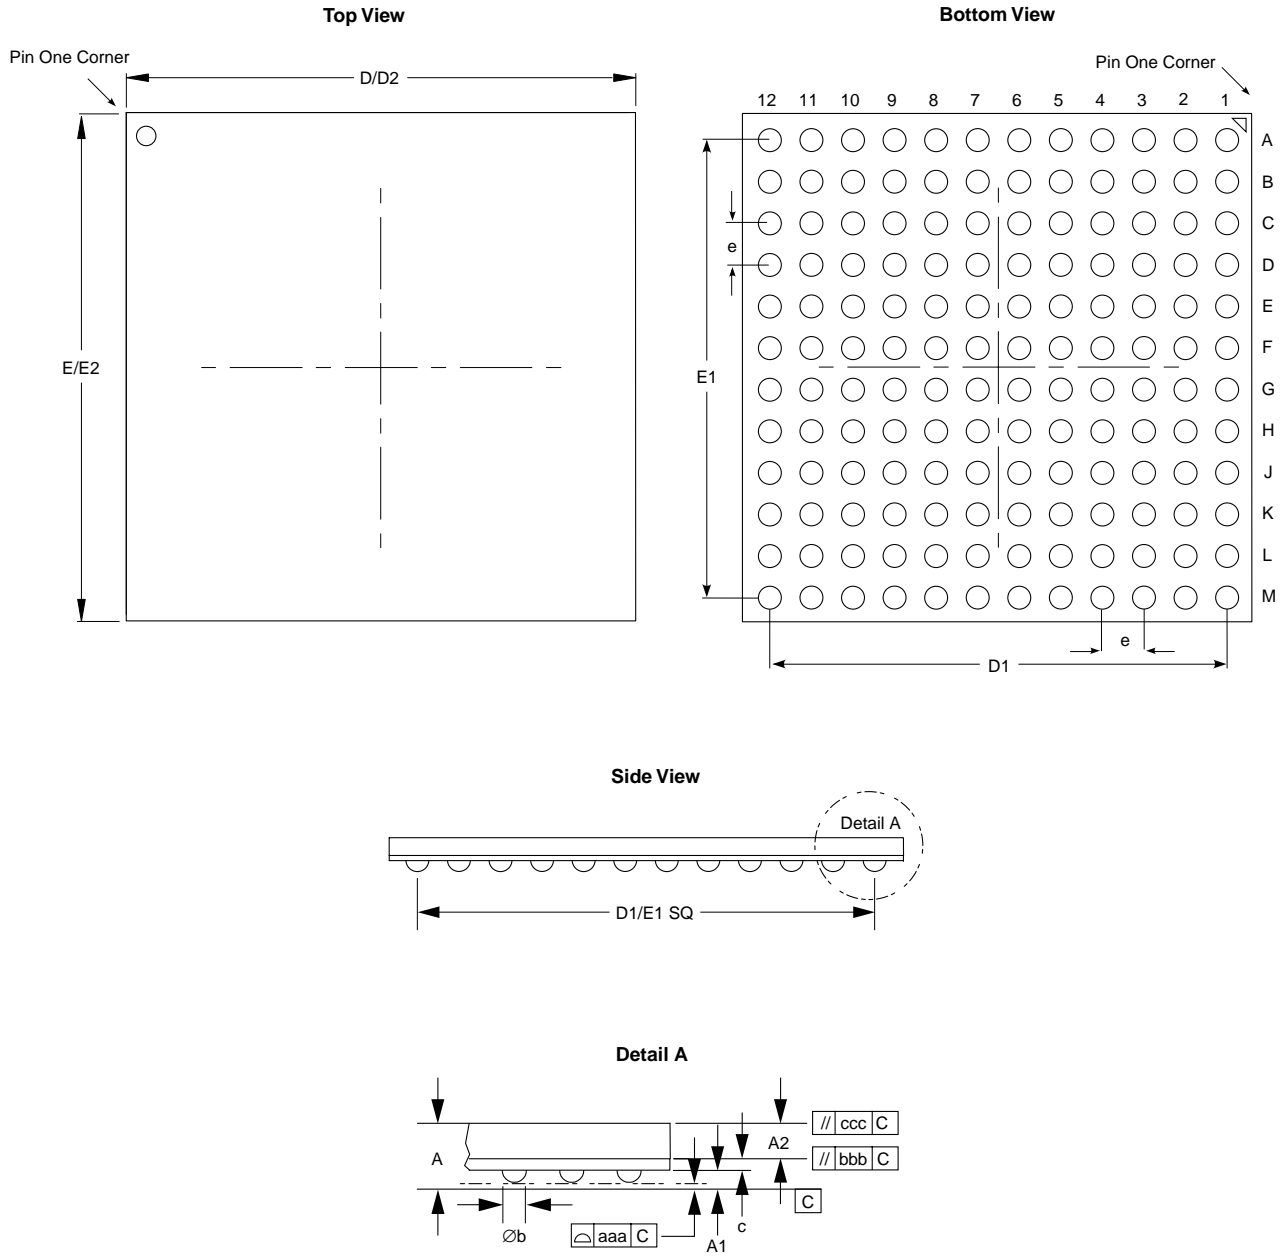 Top View
Bottom View
Pin One Corner
D/D2
Pin One Corner
12 11 10 9 8 7 6 5 4 3 2 1
A
B
C
e
D
E
F
E/E2
E1
G
H
J
K
L
M
e
D1
Side View
Detail A
D1/E1 SQ
Detail A
// ccc C
A2
A
// bbb C
C
c
Øb
⌓ aaa C
A1